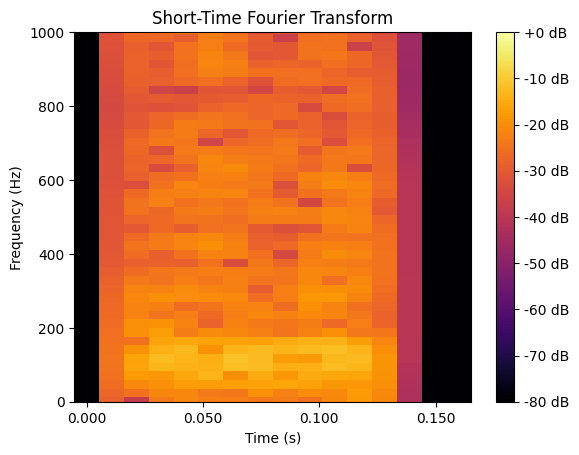 Short-Time Fourier Transform
1000
800
600
400
200
0
Frequency (Hz)
0.000
0.050
0.100
0.150
Time (s)
+0 dB
-10 dB
-20 dB
-30 dB
-40 dB
-50 dB
-60 dB
-70 dB
-80 dB